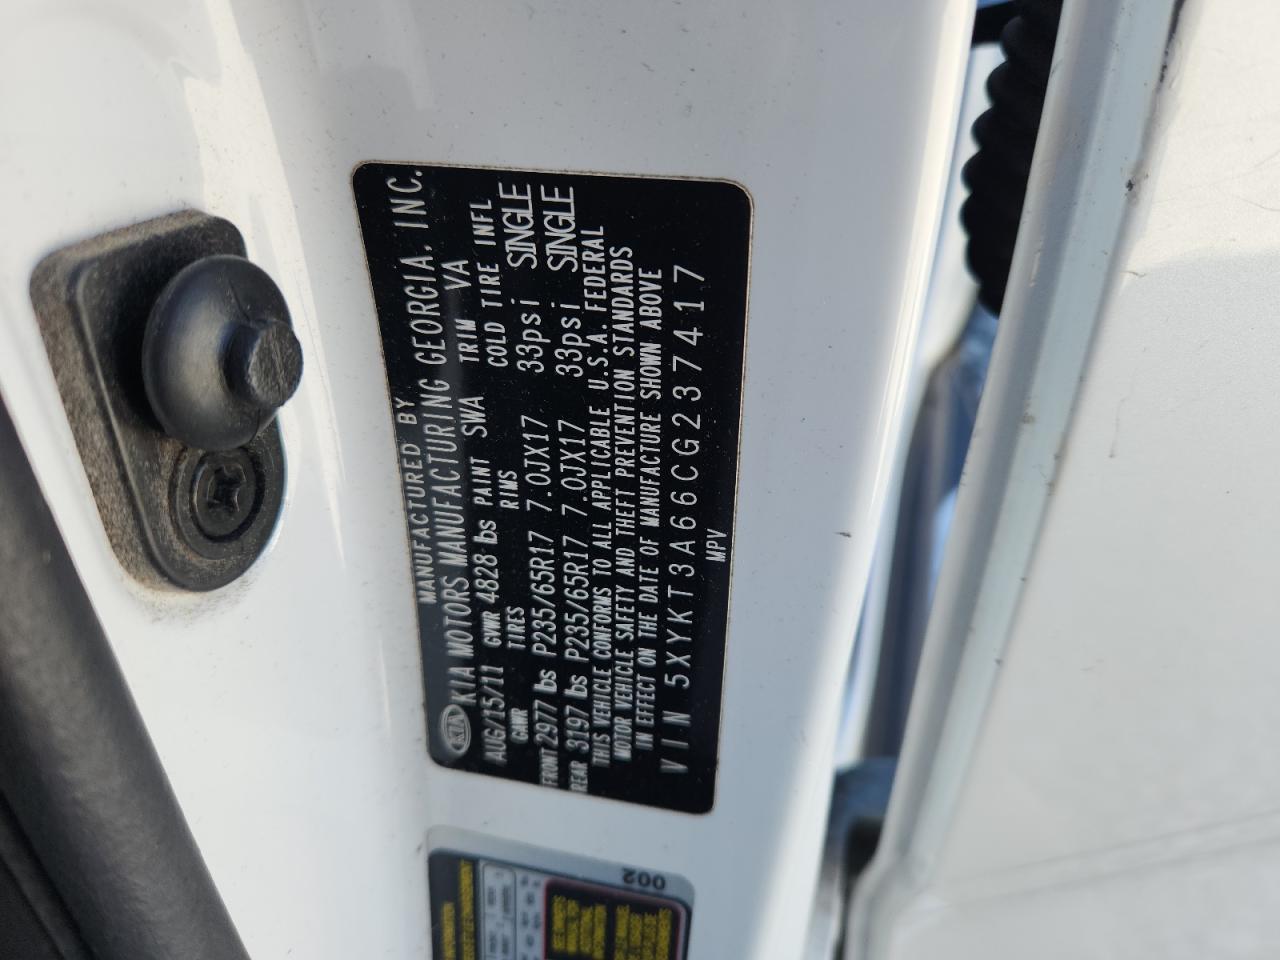 MANUFACTURED BY
KIA KIA MOTORS MANUFACTURING GEORGIA, INC.
AUG/15/11 GVWR 4828 lbs PAINT SWA TRIM VA
GAWR TIRES RIMS COLD TIRE INFL
FRONT 2977 lbs P235/65R17 7.0JX17 33psi SINGLE
REAR 3197 lbs P235/65R17 7.0JX17 33psi SINGLE
THIS VEHICLE CONFORMS TO ALL APPLICABLE U.S.A. FEDERAL
MOTOR VEHICLE SAFETY AND THEFT PREVENTION STANDARDS
IN EFFECT ON THE DATE OF MANUFACTURE SHOWN ABOVE
VIN 5XYKT3A66CG237417
MPV
002